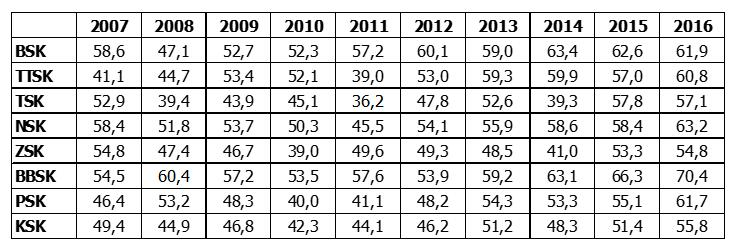 2007 2008 2009 2010 2011 2012 2013 2014 2015 2016
BSK 58,6 47,1 52,7 52,3 57,2 60,1 59,0 63,4 62,6 61,9
TTSK 41,1 44,7 53,4 52,1 39,0 53,0 59,3 59,9 57,0 60,8
TSK 52,9 39,4 43,9 45,1 36,2 47,8 52,6 39,3 57,8 57,1
NSK 58,4 51,8 53,7 50,3 45,5 54,1 55,9 58,6 58,4 63,2
ZSK 54,8 47,4 46,7 39,0 49,6 49,3 48,5 41,0 53,3 54,8
BBSK 54,5 60,4 57,2 53,5 57,6 53,9 59,2 63,1 66,3 70,4
PSK 46,4 53,2 48,3 40,0 41,1 48,2 54,3 53,3 55,1 61,7
KSK 49,4 44,9 46,8 42,3 44,1 46,2 51,2 48,3 51,4 55,8